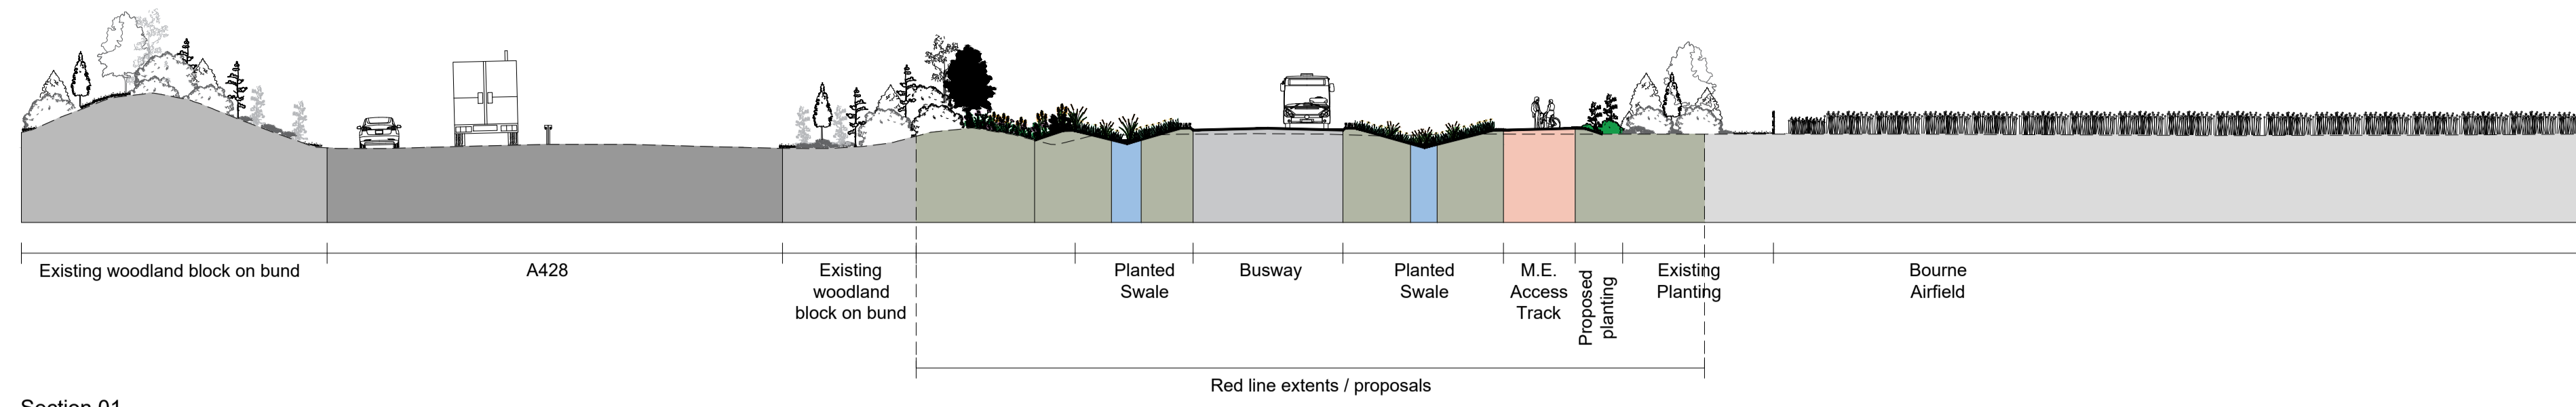 Existing woodland block on bund
A428
Existing
woodland
block on bund
Planted
Swale
Busway
Planted
Swale
M.E.
Access
Track
Proposed
planting
Existing
Planting
Bourne
Airfield
Red line extents / proposals
Section 01